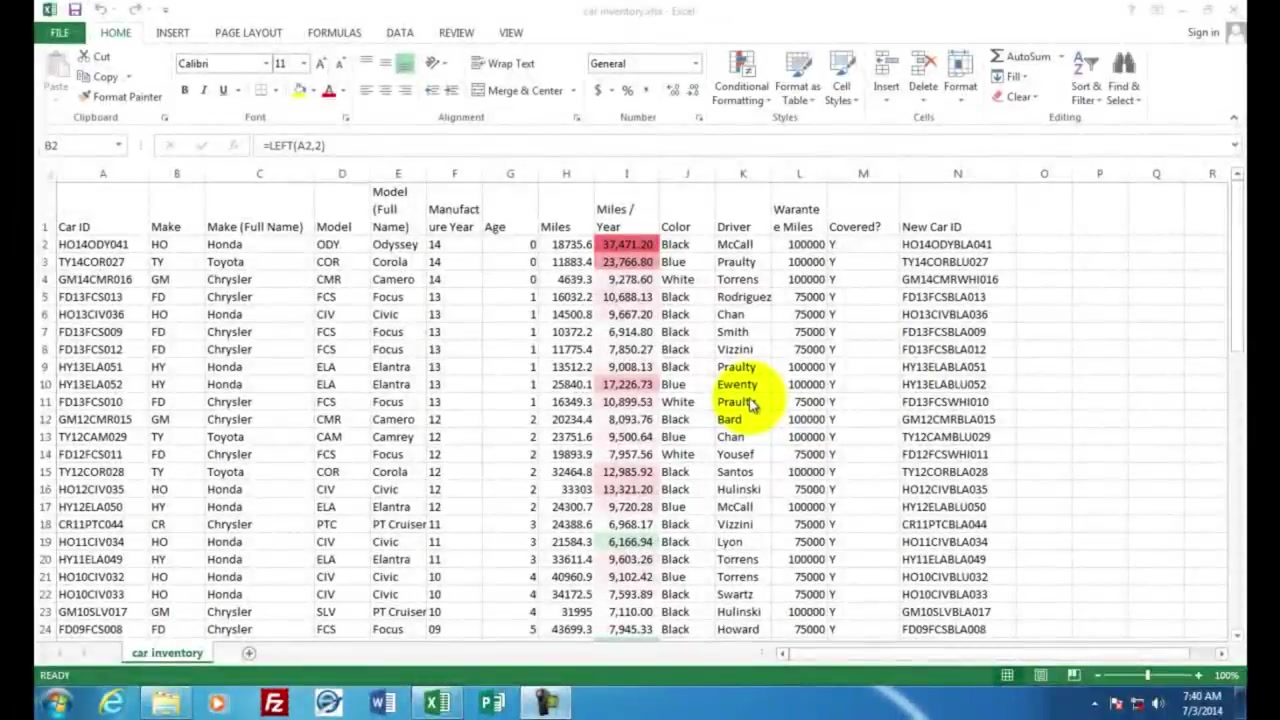 car inventory.xlsx - Excel
FILE HOME INSERT PAGE LAYOUT FORMULAS DATA REVIEW VIEW Sign in
Cut
Copy
Format Painter
Paste
Calibri 11
B I U A
Wrap Text
Merge & Center
General
$ % ,
Conditional Formatting
Format as Table
Cell Styles
Insert Delete Format
AutoSum
Fill
Clear
Sort & Filter
Find & Select
Clipboard Font Alignment Number Styles Cells Editing
B2 =LEFT(A2,2)
A B C D E F G H I J K L M N O P Q R
1 Car ID Make Make (Full Name) Model Model (Full Name) Manufact ure Year Age Miles Miles / Year Color Driver Warante e Miles Covered? New Car ID
2 HO14ODY041 HO Honda ODY Odyssey 14 0 18735.6 37,471.20 Black McCall 100000 Y HO14ODYBLA041
3 TY14COR027 TY Toyota COR Corola 14 0 11883.4 23,766.80 Blue Praulty 100000 Y TY14CORBLU027
4 GM14CMR016 GM Chrysler CMR Camero 14 0 4639.3 9,278.60 White Torrens 100000 Y GM14CMRWHI016
5 FD13FCS013 FD Chrysler FCS Focus 13 1 16032.2 10,688.13 Black Rodriguez 75000 Y FD13FCSBLA013
6 HO13CIV036 HO Honda CIV Civic 13 1 14500.8 9,667.20 Black Chan 75000 Y HO13CIVBLA036
7 FD13FCS009 FD Chrysler FCS Focus 13 1 10372.2 6,914.80 Black Smith 75000 Y FD13FCSBLA009
8 FD13FCS012 FD Chrysler FCS Focus 13 1 11775.4 7,850.27 Black Vizzini 75000 Y FD13FCSBLA012
9 HY13ELA051 HY Honda ELA Elantra 13 1 13512.2 9,008.13 Black Praulty 100000 Y HY13ELABLA051
10 HY13ELA052 HY Honda ELA Elantra 13 1 25840.1 17,226.73 Blue Ewenty 100000 Y HY13ELABLU052
11 FD13FCS010 FD Chrysler FCS Focus 13 1 16349.3 10,899.53 White Praulty 75000 Y FD13FCSWHI010
12 GM12CMR015 GM Chrysler CMR Camero 12 2 20234.4 8,093.76 Black Bard 100000 Y GM12CMRBLA015
13 TY12CAM029 TY Toyota CAM Camrey 12 2 23751.6 9,500.64 Blue Chan 100000 Y TY12CAMBLU029
14 FD12FCS011 FD Chrysler FCS Focus 12 2 19893.9 7,957.56 White Yousef 75000 Y FD12FCSWHI011
15 TY12COR028 TY Toyota COR Corola 12 2 32464.8 12,985.92 Black Santos 100000 Y TY12CORBLA028
16 HO12CIV035 HO Honda CIV Civic 12 2 33303 13,321.20 Black Hulinski 75000 Y HO12CIVBLA035
17 HY12ELA050 HY Honda ELA Elantra 12 2 24300.7 9,720.28 Blue McCall 100000 Y HY12ELABLU050
18 CR11PTC044 CR Chrysler PTC PT Cruiser 11 3 24388.6 6,968.17 Black Vizzini 75000 Y CR11PTCBLA044
19 HO11CIV034 HO Honda CIV Civic 11 3 21584.3 6,166.94 Black Lyon 75000 Y HO11CIVBLA034
20 HY11ELA049 HY Honda ELA Elantra 11 3 33611.4 9,603.26 Black Torrens 100000 Y HY11ELABLA049
21 HO10CIV032 HO Honda CIV Civic 10 4 40960.9 9,102.42 Blue Torrens 75000 Y HO10CIVBLU032
22 HO10CIV033 HO Honda CIV Civic 10 4 34172.5 7,593.89 Black Swartz 75000 Y HO10CIVBLA033
23 GM10SLV017 GM Chrysler SLV PT Cruiser 10 4 31995 7,110.00 Black Hulinski 100000 Y GM10SLVBLA017
24 FD09FCS008 FD Chrysler FCS Focus 09 5 43699.3 7,945.33 Black Howard 75000 Y FD09FCSBLA008
car inventory
READY 100%
7:40 AM
7/3/2014